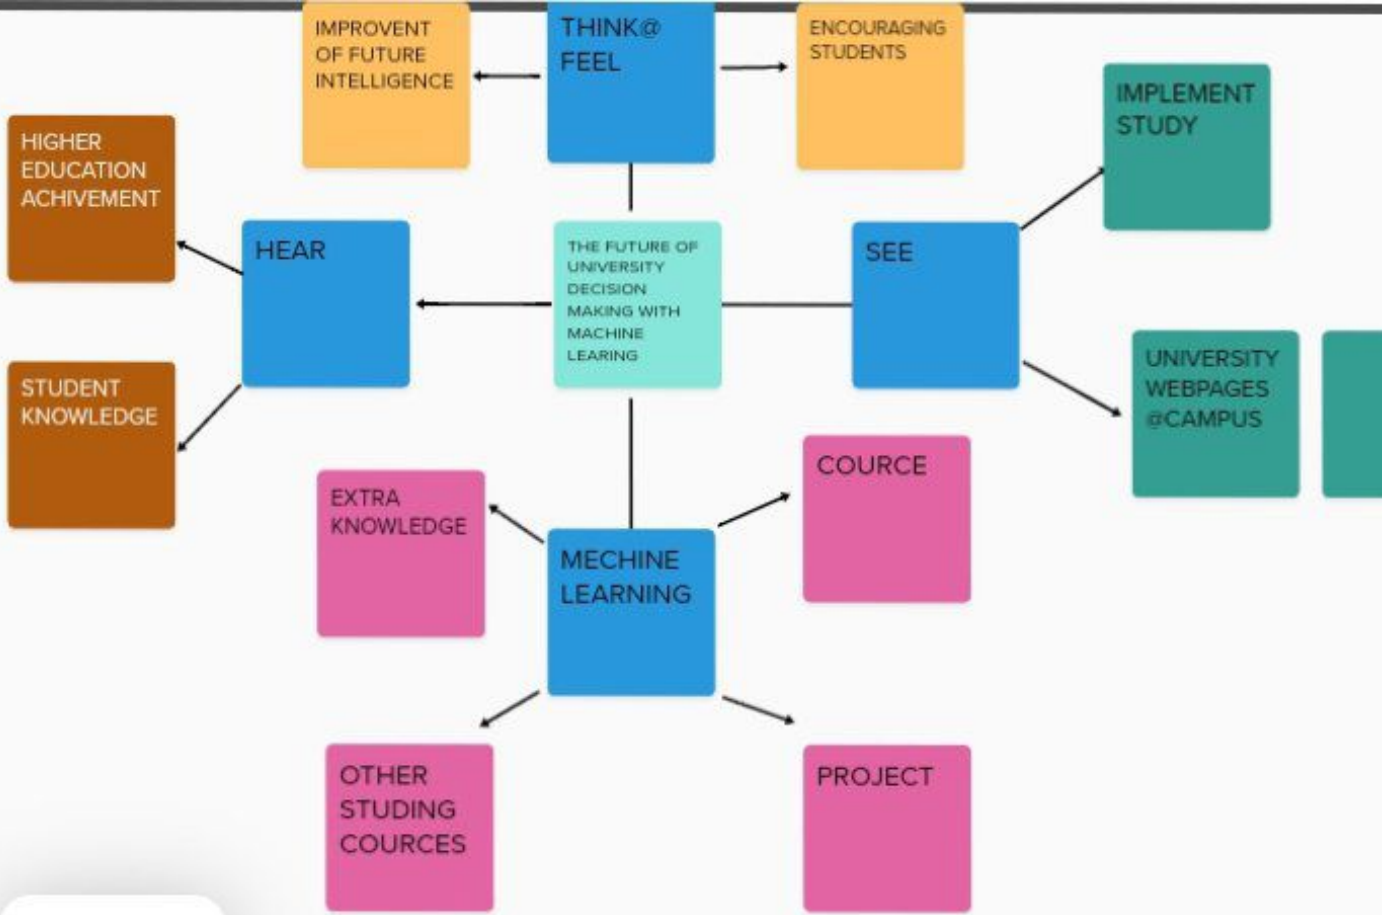 IMPROVENT
OF FUTURE
INTELLIGENCE
THINK@
FEEL
ENCOURAGING
STUDENTS
IMPLEMENT
STUDY
HIGHER
EDUCATION
ACHIVEMENT
HEAR
THE FUTURE OF
UNIVERSITY
DECISION
MAKING WITH
MACHINE
LEARING
SEE
STUDENT
KNOWLEDGE
UNIVERSITY
WEBPAGES
@CAMPUS
EXTRA
KNOWLEDGE
COURCE
MECHINE
LEARNING
OTHER
STUDING
COURCES
PROJECT